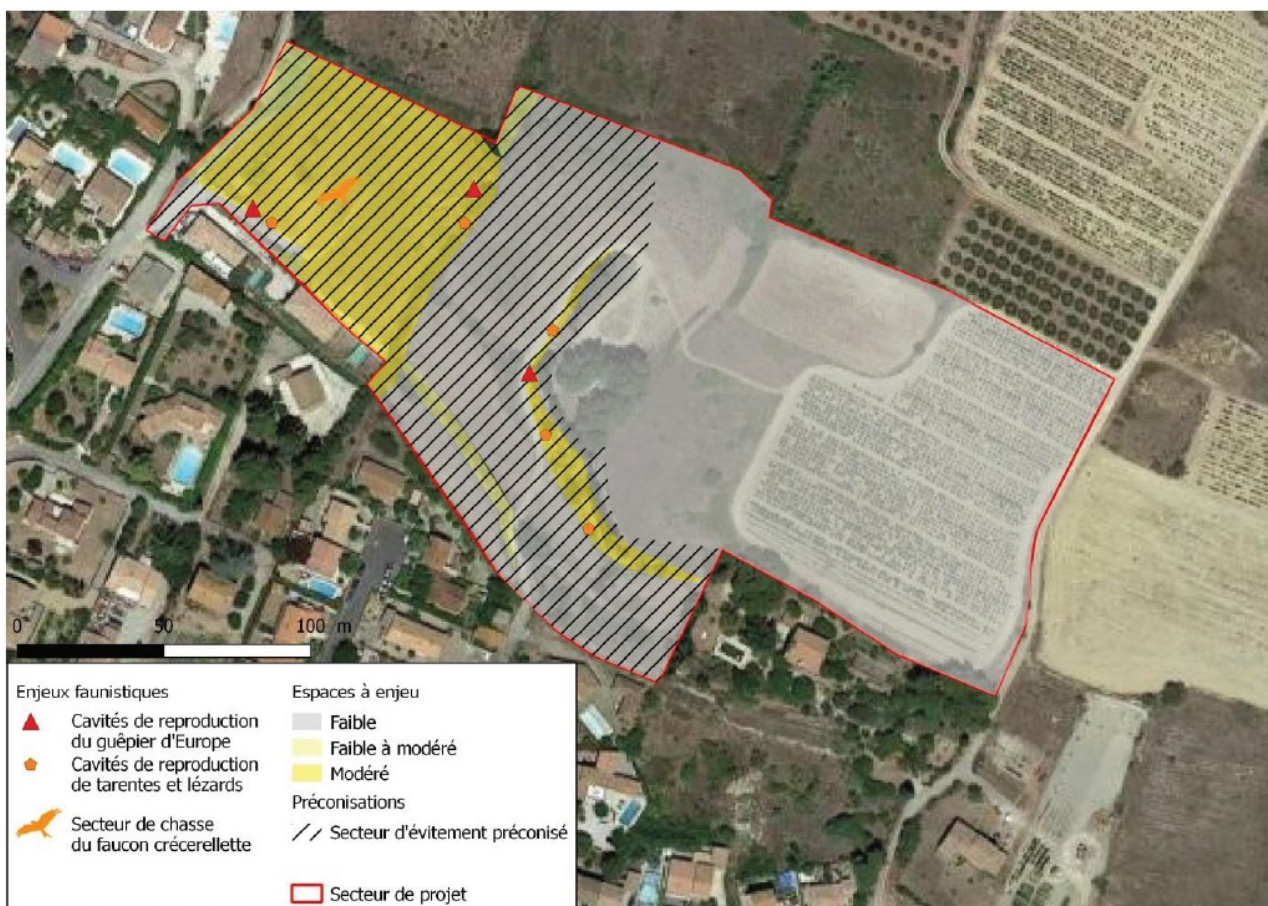 0 50 100 m
Enjeux faunistiques
Cavités de reproduction
du guêpier d'Europe
Cavités de reproduction
de tarentes et lézards
Secteur de chasse
du faucon crécerellette
Espaces à enjeu
Faible
Faible à modéré
Modéré
Préconisations
Secteur d'évitement préconisé
Secteur de projet